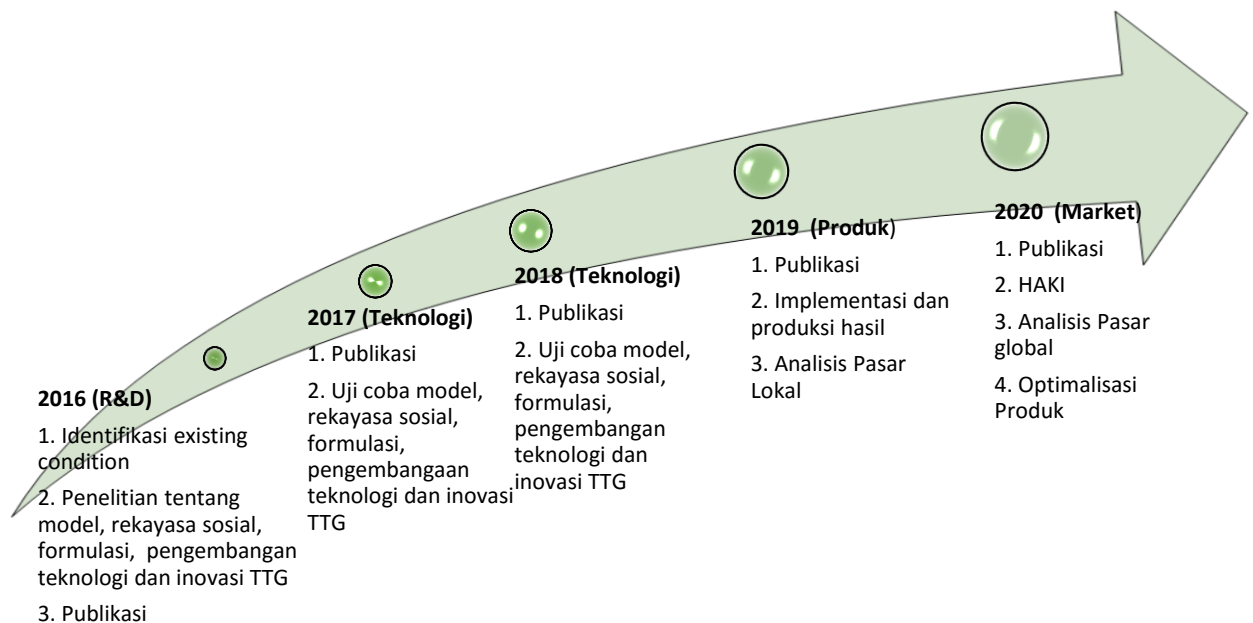 2016 (R&D)
1. Identifikasi existing
condition
2. Penelitian tentang
model, rekayasa sosial,
formulasi, pengembangan
teknologi dan inovasi TTG
3. Publikasi
2017 (Teknologi)
1. Publikasi
2. Uji coba model,
rekayasa sosial,
formulasi,
pengembangaan
teknologi dan inovasi
TTG
2018 (Teknologi)
1. Publikasi
2. Uji coba model,
rekayasa sosial,
formulasi,
pengembangan
teknologi dan
inovasi TTG
2019 (Produk)
1. Publikasi
2. Implementasi dan
produksi hasil
3. Analisis Pasar
Lokal
2020 (Market)
1. Publikasi
2. HAKI
3. Analisis Pasar
global
4. Optimalisasi
Produk